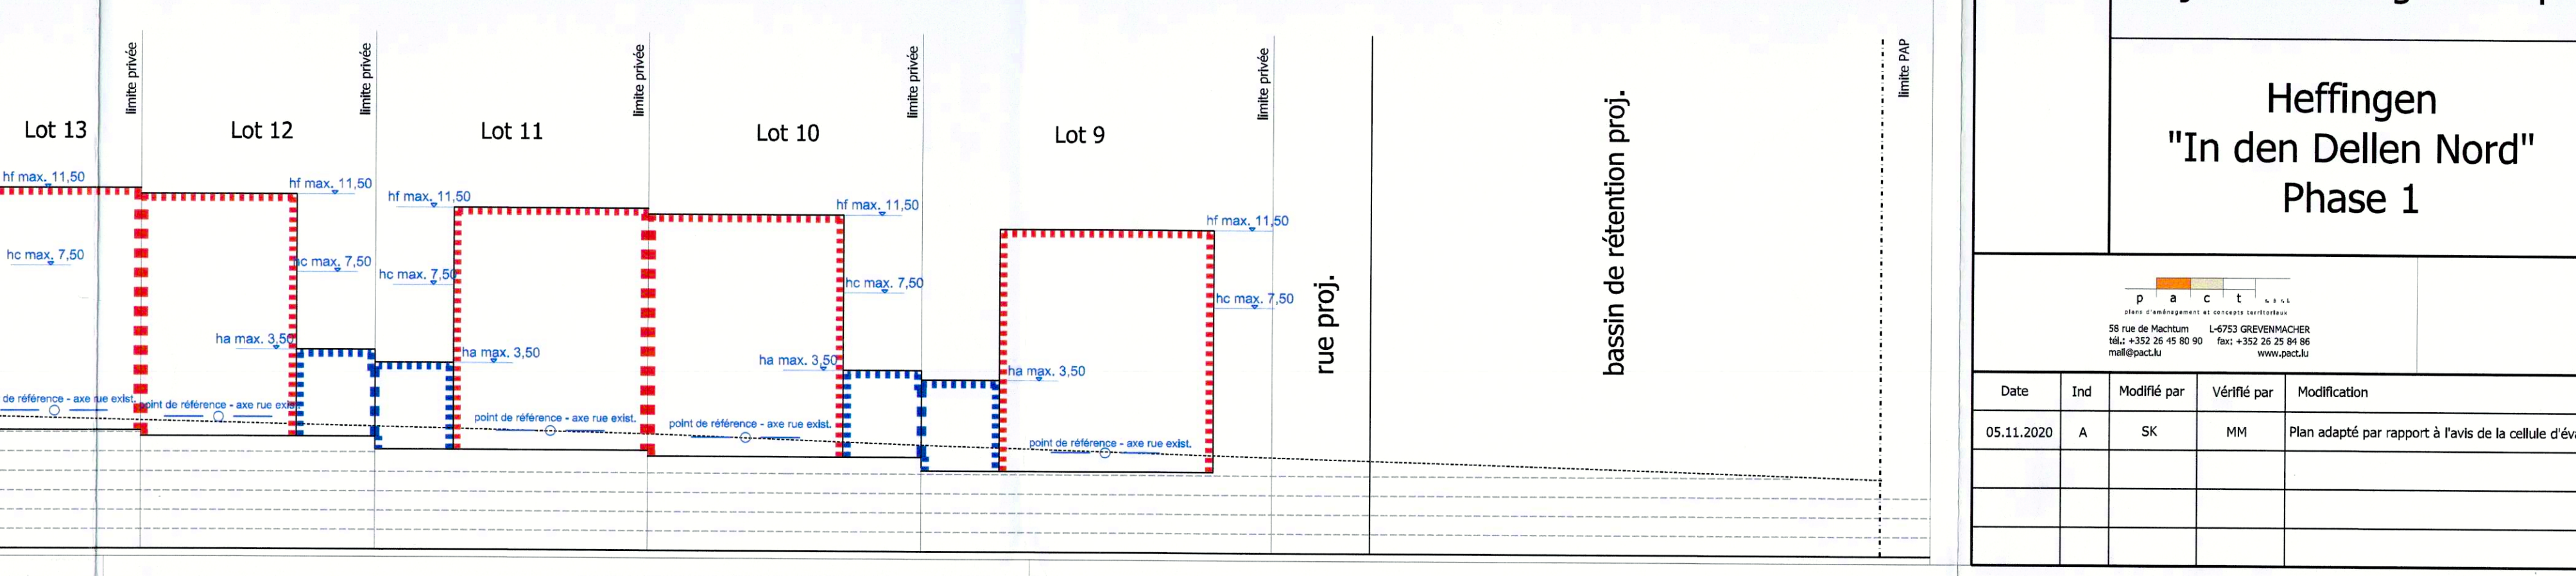 limite privée
limite privée
limite privée
limite privée
limite privée
limite PAP
Lot 13
Lot 12
Lot 11
Lot 10
Lot 9
hf max. 11,50
hf max. 11,50
hf max. 11,50
hf max. 11,50
hf max. 11,50
hc max. 7,50
hc max. 7,50
hc max. 7,50
hc max. 7,50
hc max. 7,50
ha max. 3,50
ha max. 3,50
ha max. 3,50
ha max. 3,50
de référence - axe rue exist.
point de référence - axe rue exist.
point de référence - axe rue exist.
point de référence - axe rue exist.
point de référence - axe rue exist.
rue proj.
bassin de rétention proj.
Heffingen
"In den Dellen Nord"
Phase 1
p a c t
plans d'aménagement et concepts territoriaux
58 rue de Machtum L-6753 GREVENMACHER
tél.: +352 26 45 80 90 fax: +352 26 25 84 86
mail@pact.lu www.pact.lu
Date Ind Modifié par Vérifié par Modification
05.11.2020 A SK MM Plan adapté par rapport à l'avis de la cellule d'év